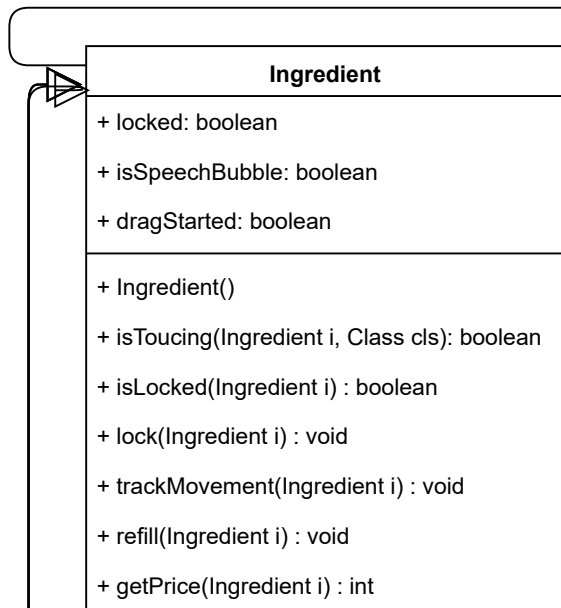 Ingredient
+ locked: boolean
+ isSpeechBubble: boolean
+ dragStarted: boolean
+ Ingredient()
+ isToucing(Ingredient i, Class cls): boolean
+ isLocked(Ingredient i) : boolean
+ lock(Ingredient i) : void
+ trackMovement(Ingredient i) : void
+ refill(Ingredient i) : void
+ getPrice(Ingredient i) : int